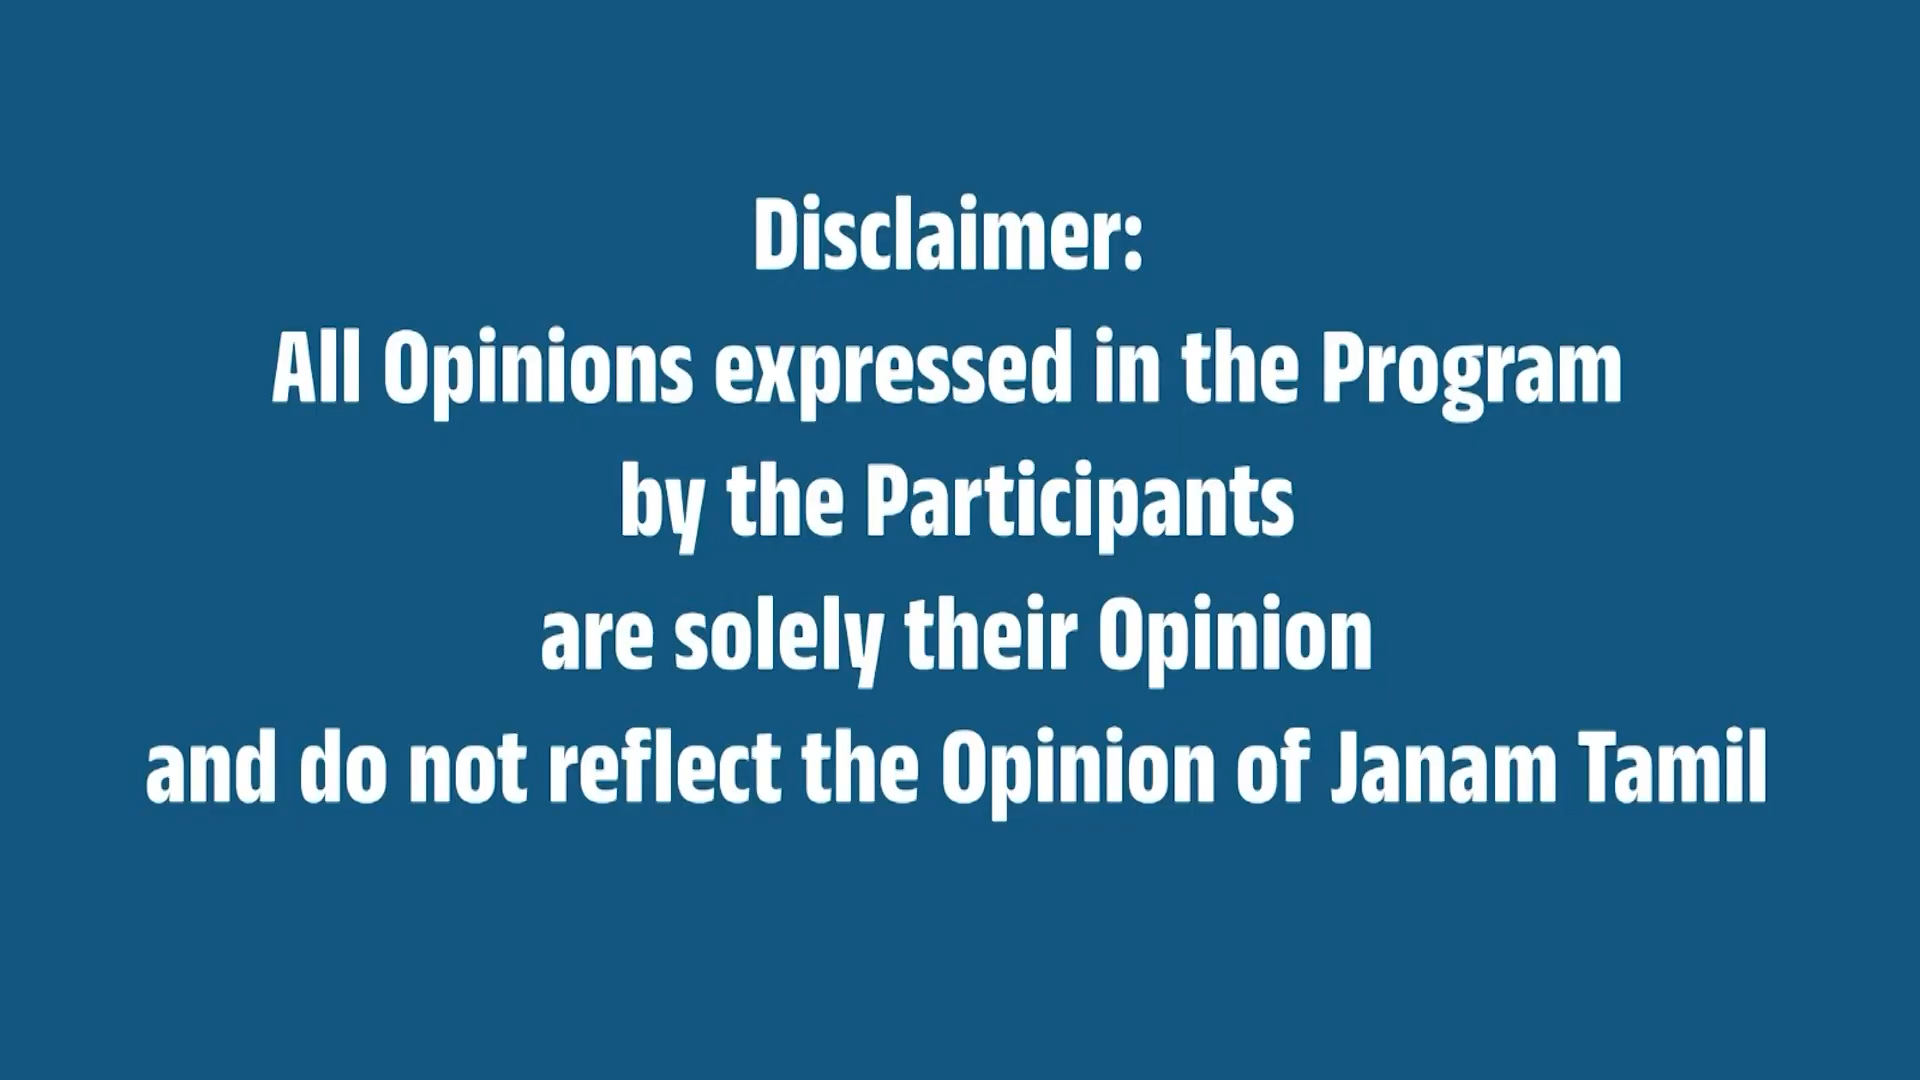 Disclaimer:
All Opinions expressed in the Program
by the Participants
are solely their Opinion
and do not reflect the Opinion of Janam Tamil